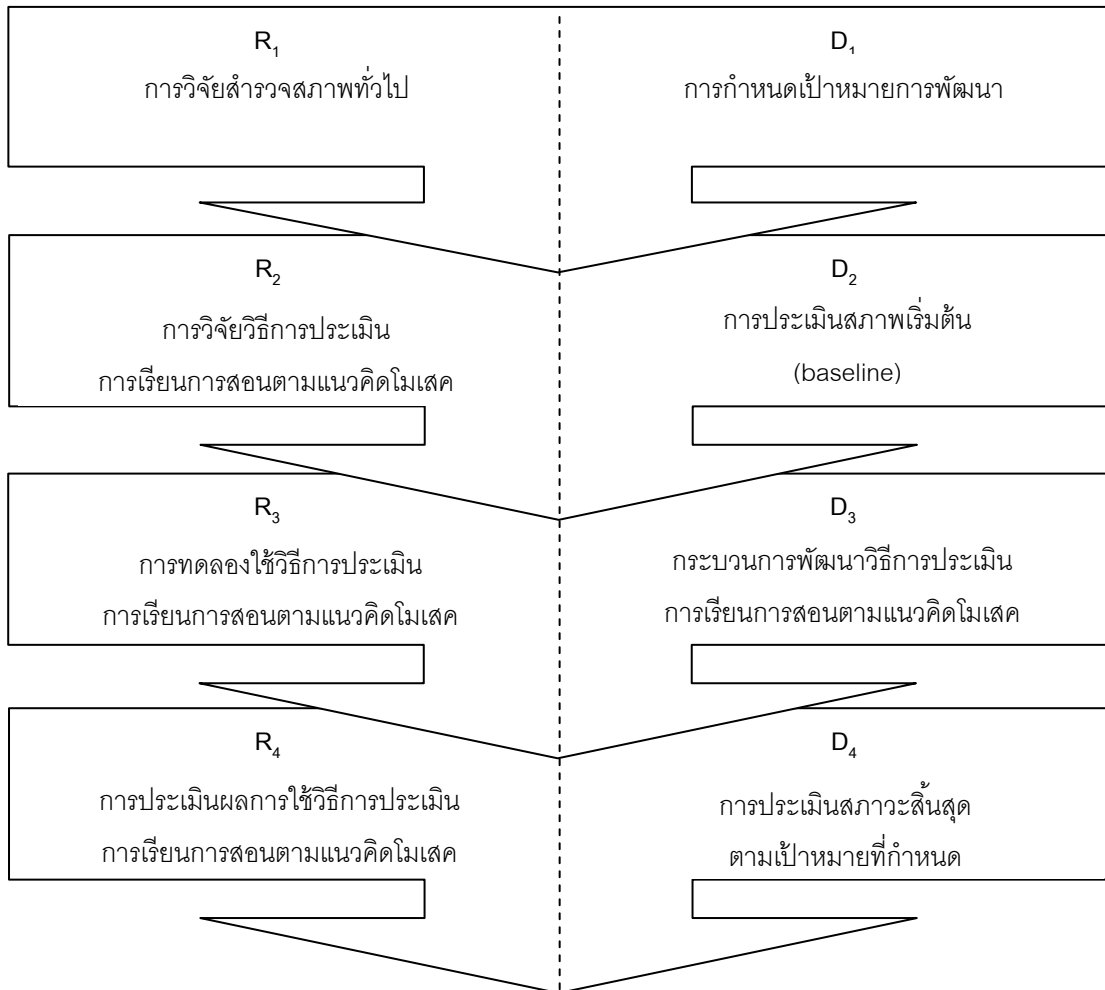 R₁
การวิจัยสำรวจสภาพทั่วไป
D₁
การกำหนดเป้าหมายการพัฒนา
R₂
การวิจัยวิธีการประเมิน
การเรียนการสอนตามแนวคิดโมเสค
D₂
การประเมินสภาพเริ่มต้น
(baseline)
R₃
การทดลองใช้วิธีการประเมิน
การเรียนการสอนตามแนวคิดโมเสค
D₃
กระบวนการพัฒนาวิธีการประเมิน
การเรียนการสอนตามแนวคิดโมเสค
R₄
การประเมินผลการใช้วิธีการประเมิน
การเรียนการสอนตามแนวคิดโมเสค
D₄
การประเมินสภาวะสิ้นสุด
ตามเป้าหมายที่กำหนด